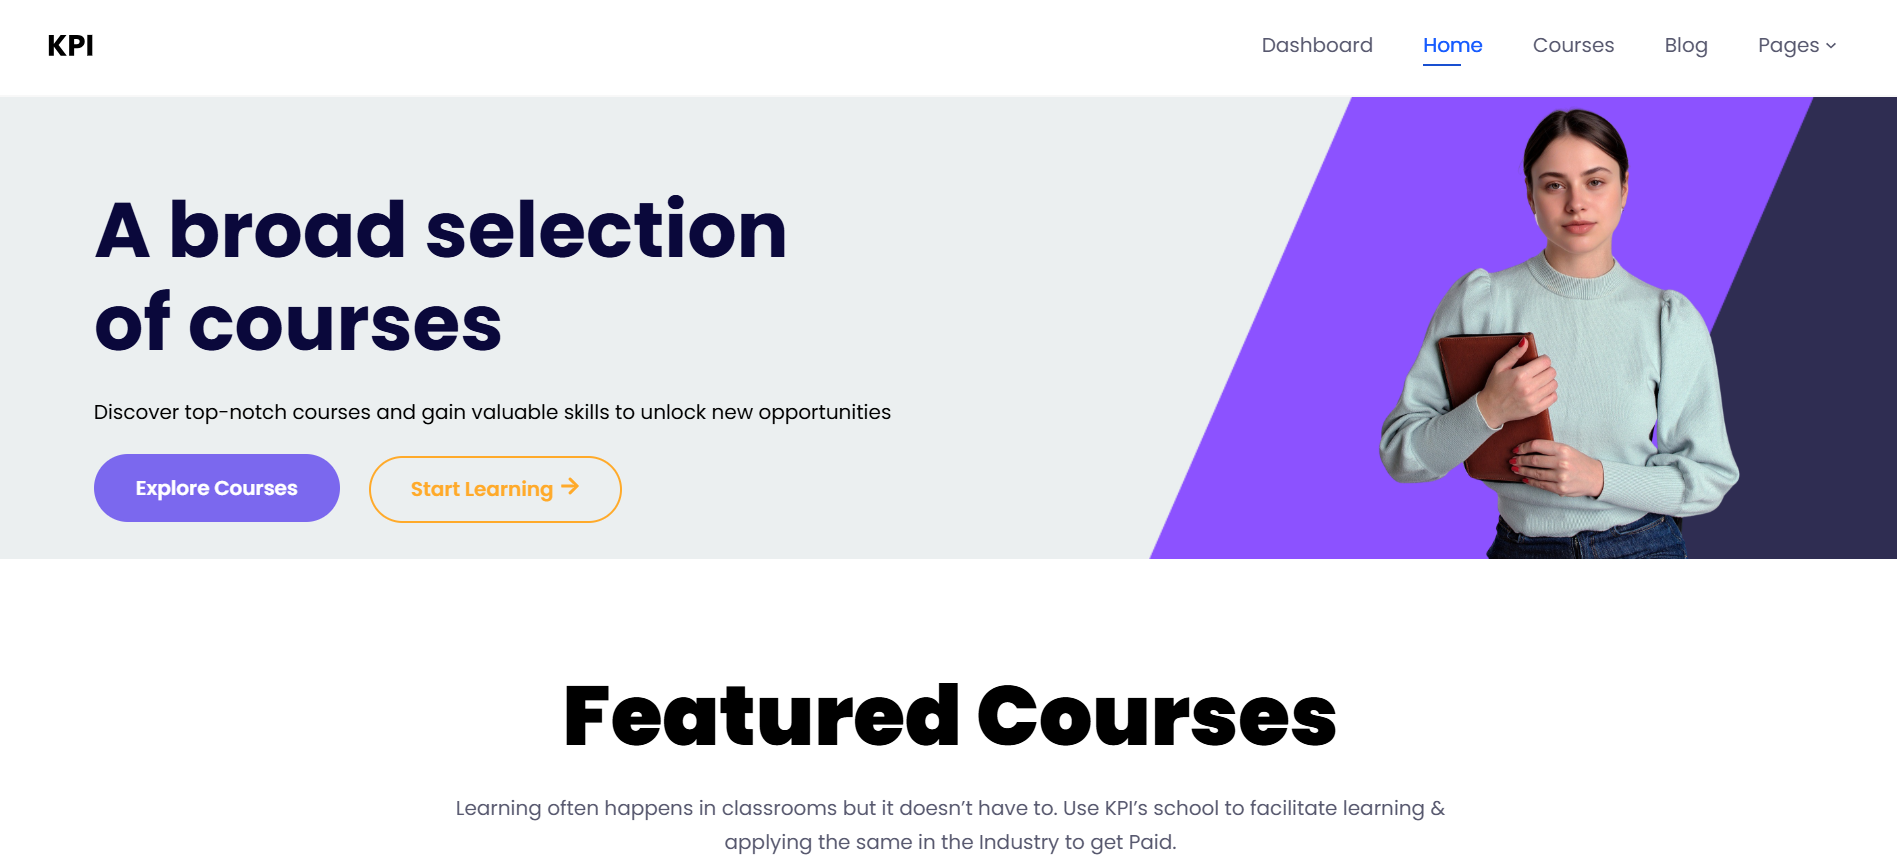 KPI
Dashboard
Home
Courses
Blog
Pages
A broad selection
of courses
Discover top-notch courses and gain valuable skills to unlock new opportunities
Explore Courses
Start Learning
Featured Courses
Learning often happens in classrooms but it doesn’t have to. Use KPI’s school to facilitate learning &
applying the same in the Industry to get Paid.